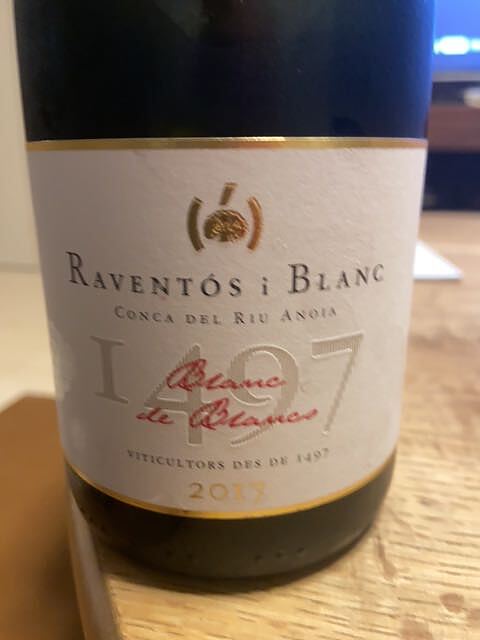 Raventós i Blanc
Conca del Riu Anoia
1497
Blanc
de Blancs
Viticultors des de 1497
2017